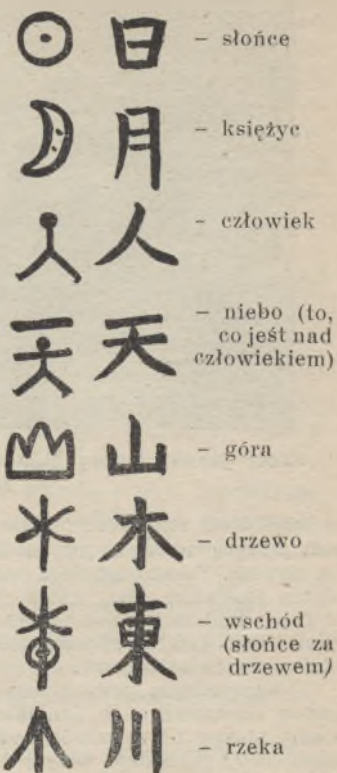 日 – słońce
月 – księżyc
人 – człowiek
天 – niebo (to,
co jest nad
człowiekiem)
山 – góra
木 – drzewo
東 – wschód
(słońce za
drzewem)
川 – rzeka